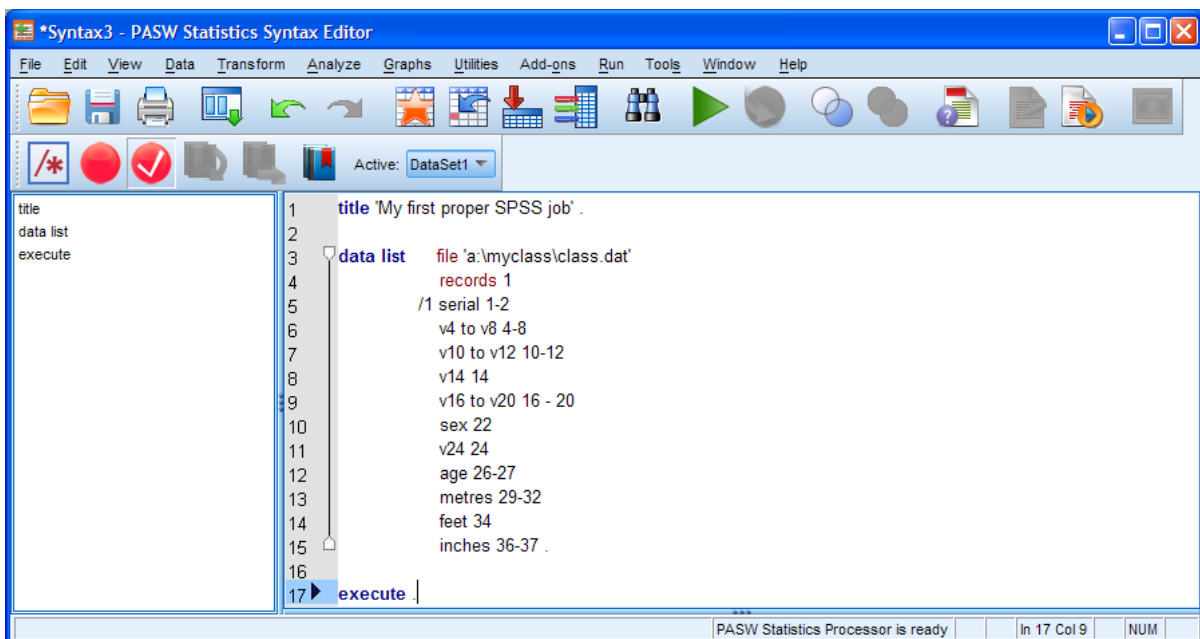 *Syntax3 - PASW Statistics Syntax Editor
File Edit View Data Transform Analyze Graphs Utilities Add-ons Run Tools Window Help
/* Active: DataSet1
title
data list
execute
1 title 'My first proper SPSS job' .
2
3 data list file 'a:\myclass\class.dat'
4 records 1
5 /1 serial 1-2
6 v4 to v8 4-8
7 v10 to v12 10-12
8 v14 14
9 v16 to v20 16 - 20
10 sex 22
11 v24 24
12 age 26-27
13 metres 29-32
14 feet 34
15 inches 36-37 .
16
17 execute .
PASW Statistics Processor is ready In 17 Col 9 NUM